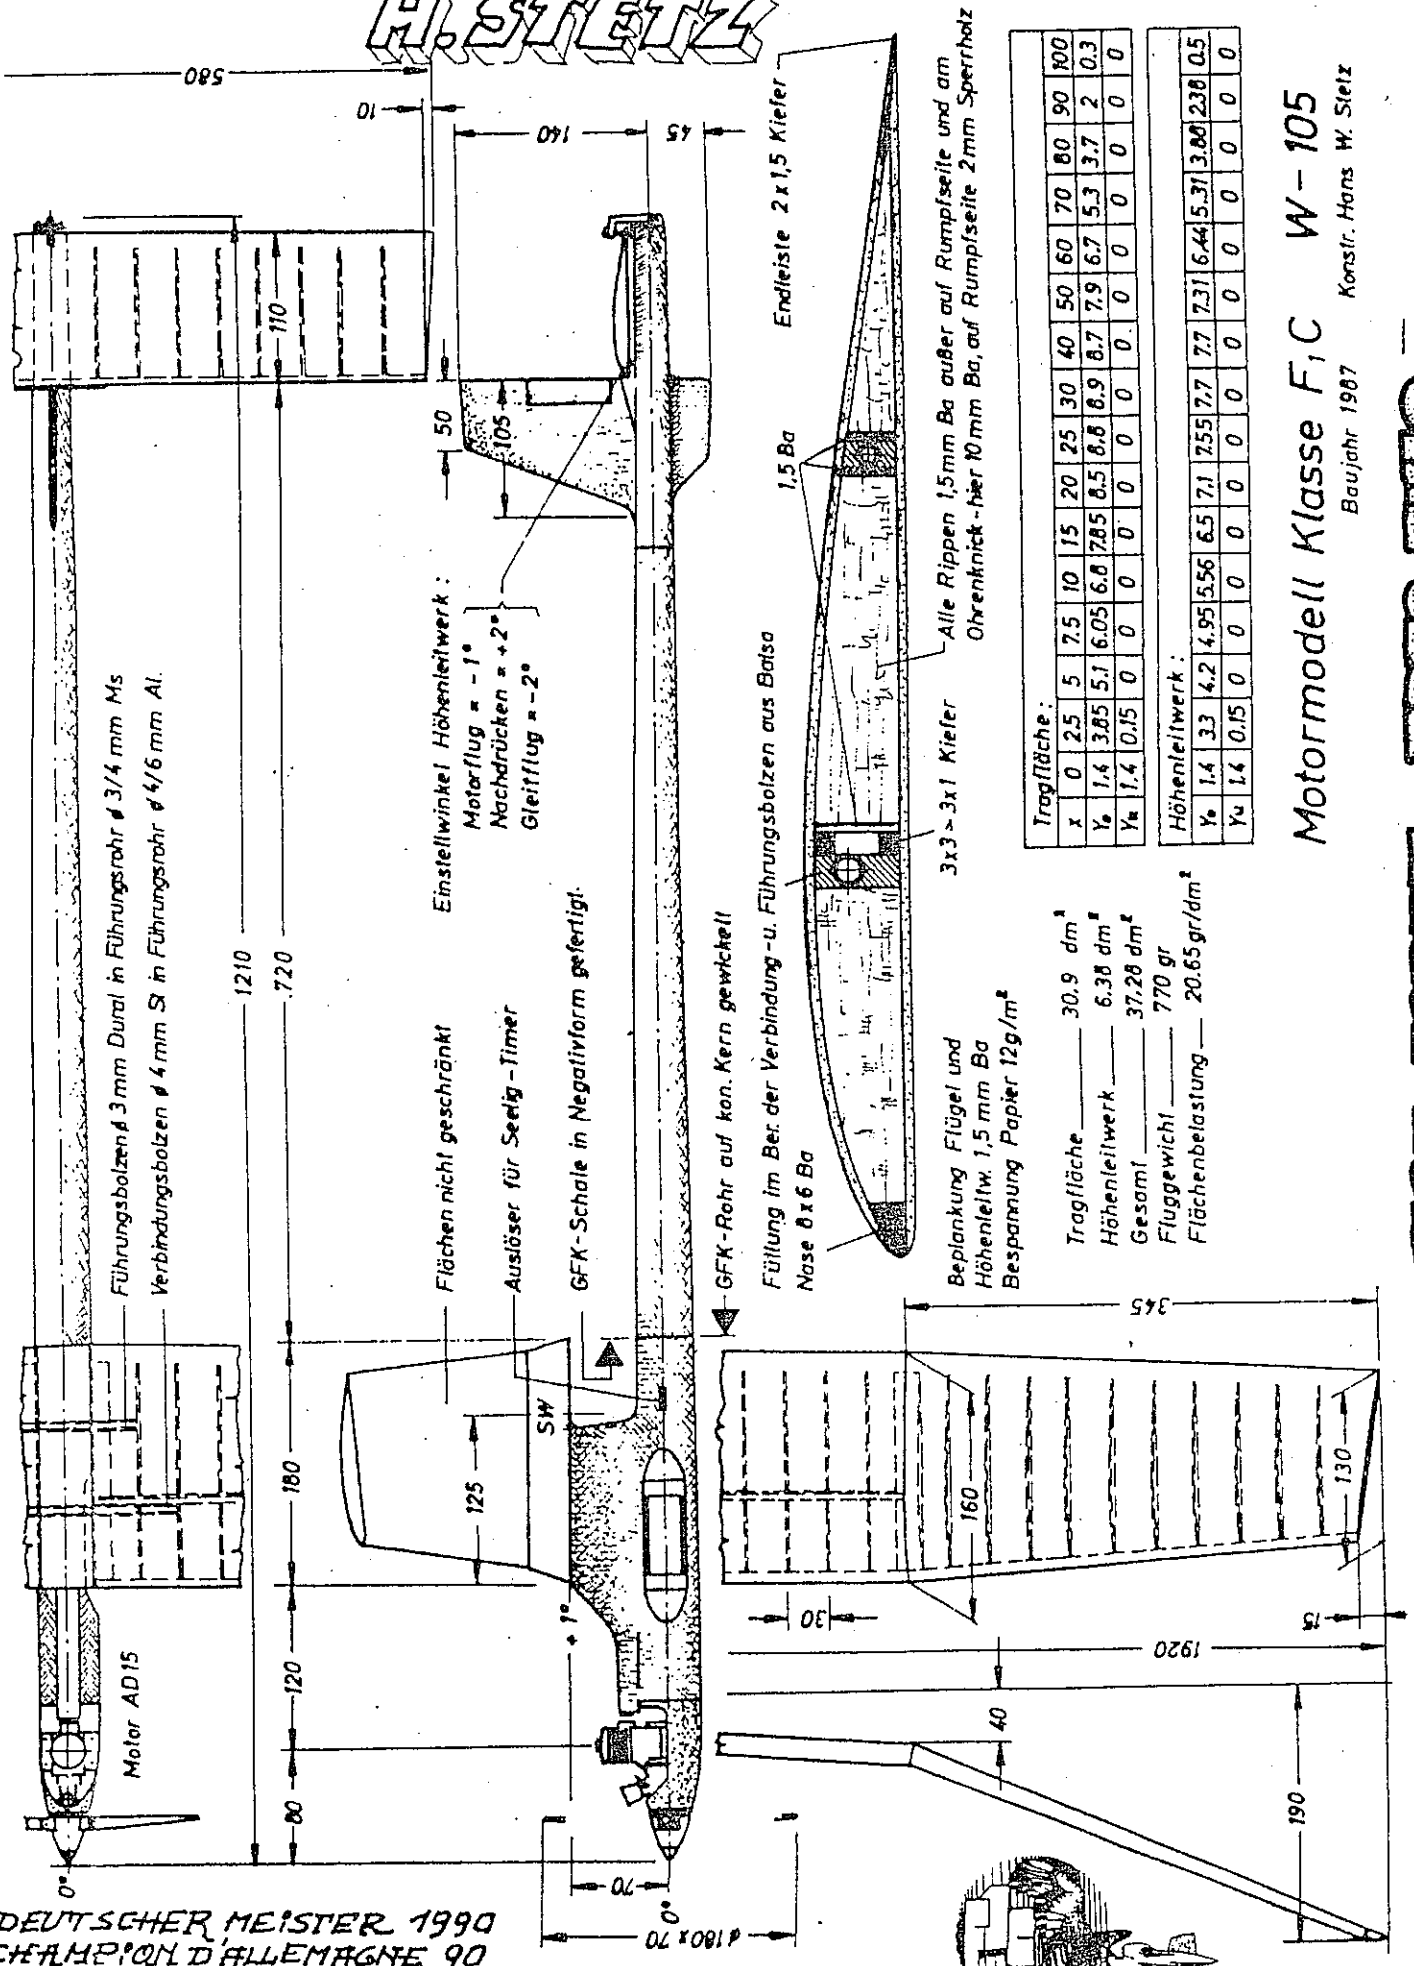 H. STETZ
580
10
140
45
110
50
105
Führungsbolzen ø 3 mm Dural in Führungsrohr ø 3/4 mm Ms
Verbindungsbolzen ø 4 mm St in Führungsrohr ø 4/6 mm Al.
1210
720
Einstellwinkel Höhenleitwerk :
Motorflug = -1°
Nachdrücken = +2°
Gleitflug = -2°
Flächen nicht geschränkt
Auslöser für Seelig-Timer
GFK-Schale in Negativform gefertigt.
GFK-Rohr auf kon. Kern gewickelt
SW
125
180
120
80
Motor AD15
0°
+ 1°
70
0°
ø180x70
Endleiste 2x1,5 Kiefer
1,5 Ba
Alle Rippen 1,5mm Ba außer auf Rumpfseite und am
Ohrenknick - hier 10 mm Ba, auf Rumpfseite 2mm Sperrholz
Füllung im Ber. der Verbindung-u. Führungsbolzen aus Balsa
Nase 8x6 Ba
3x3 > 3x1 Kiefer
Beplankung Flügel und
Höhenleitw. 1,5 mm Ba
Bespannung Papier 12g/m²
Tragfläche 30.9 dm²
Höhenleitwerk 6.38 dm²
Gesamt 37.28 dm²
Fluggewicht 770 gr
Flächenbelastung 20.65 gr/dm²
Tragfläche :
X 0 2.5 5 7.5 10 15 20 25 30 40 50 60 70 80 90 100
Yo 1.4 3.85 5.1 6.05 6.8 7.85 8.5 8.8 8.9 8.7 7.9 6.7 5.3 3.7 2 0.3
Yu 1.4 0.15 0 0 0 0 0 0 0 0 0 0 0 0 0 0
Höhenleitwerk :
Yo 1.4 3.3 4.2 4.95 5.56 6.5 7.1 7.55 7.7 7.7 7.31 6.44 5.31 3.88 2.38 0.5
Yu 1.4 0.15 0 0 0 0 0 0 0 0 0 0 0 0 0 0
Motormodell Klasse F1C W-105
Baujahr 1987 Konstr. Hans W. Stetz
345
160
130
30
15
1920
40
190
DEUTSCHER MEISTER 1990
CHAMPION D'ALLEMAGNE 90